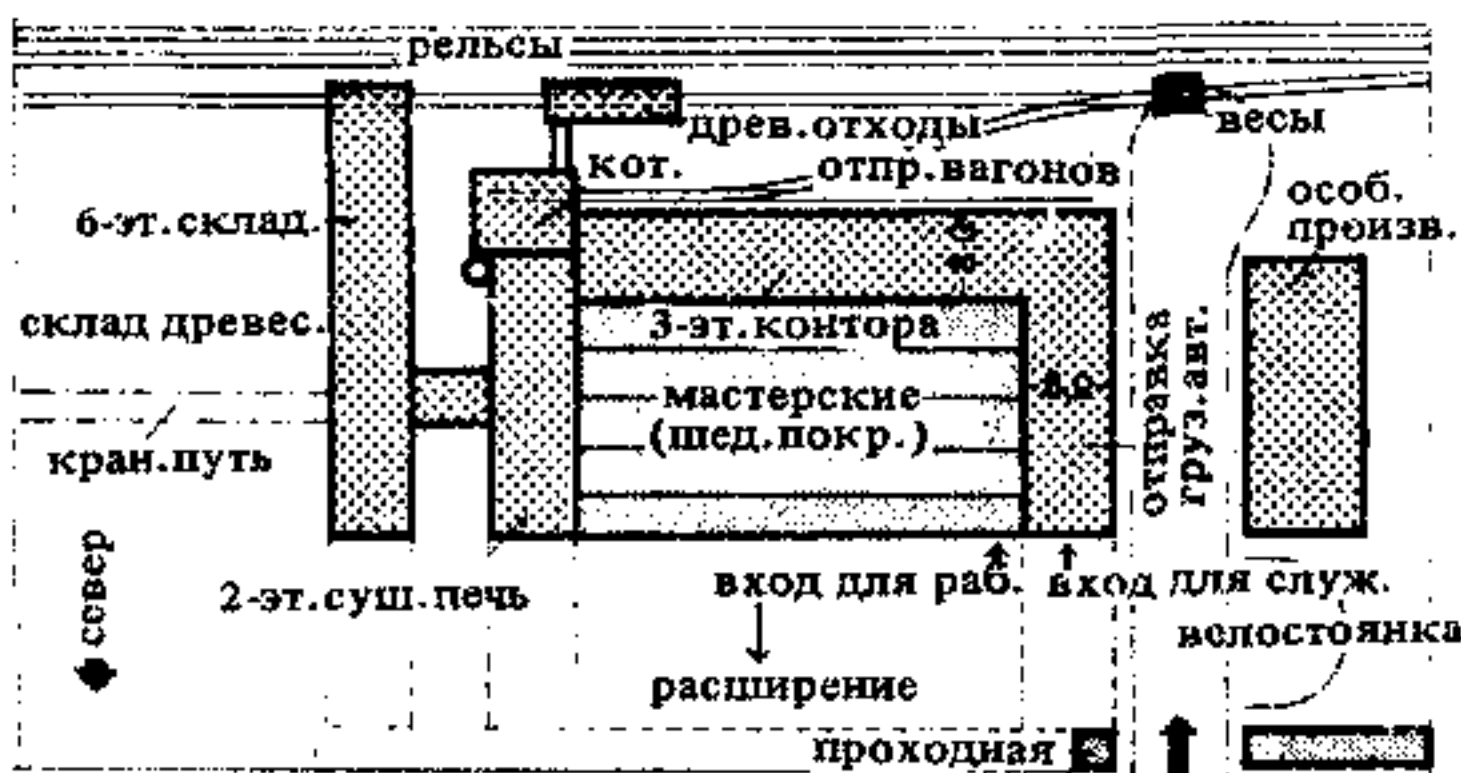 рельсы
древ.отходы
весы
кот.
отпр.вагонов
особ.
произв.
6-эт.склад.
склад древес.
3-эт.контора
мастерские
(шед.покр.)
отправка
груз.авт.
кран.путь
север
2-эт.суш.печь
вход для раб.
вход для служ.
велостоянка
расширение
проходная